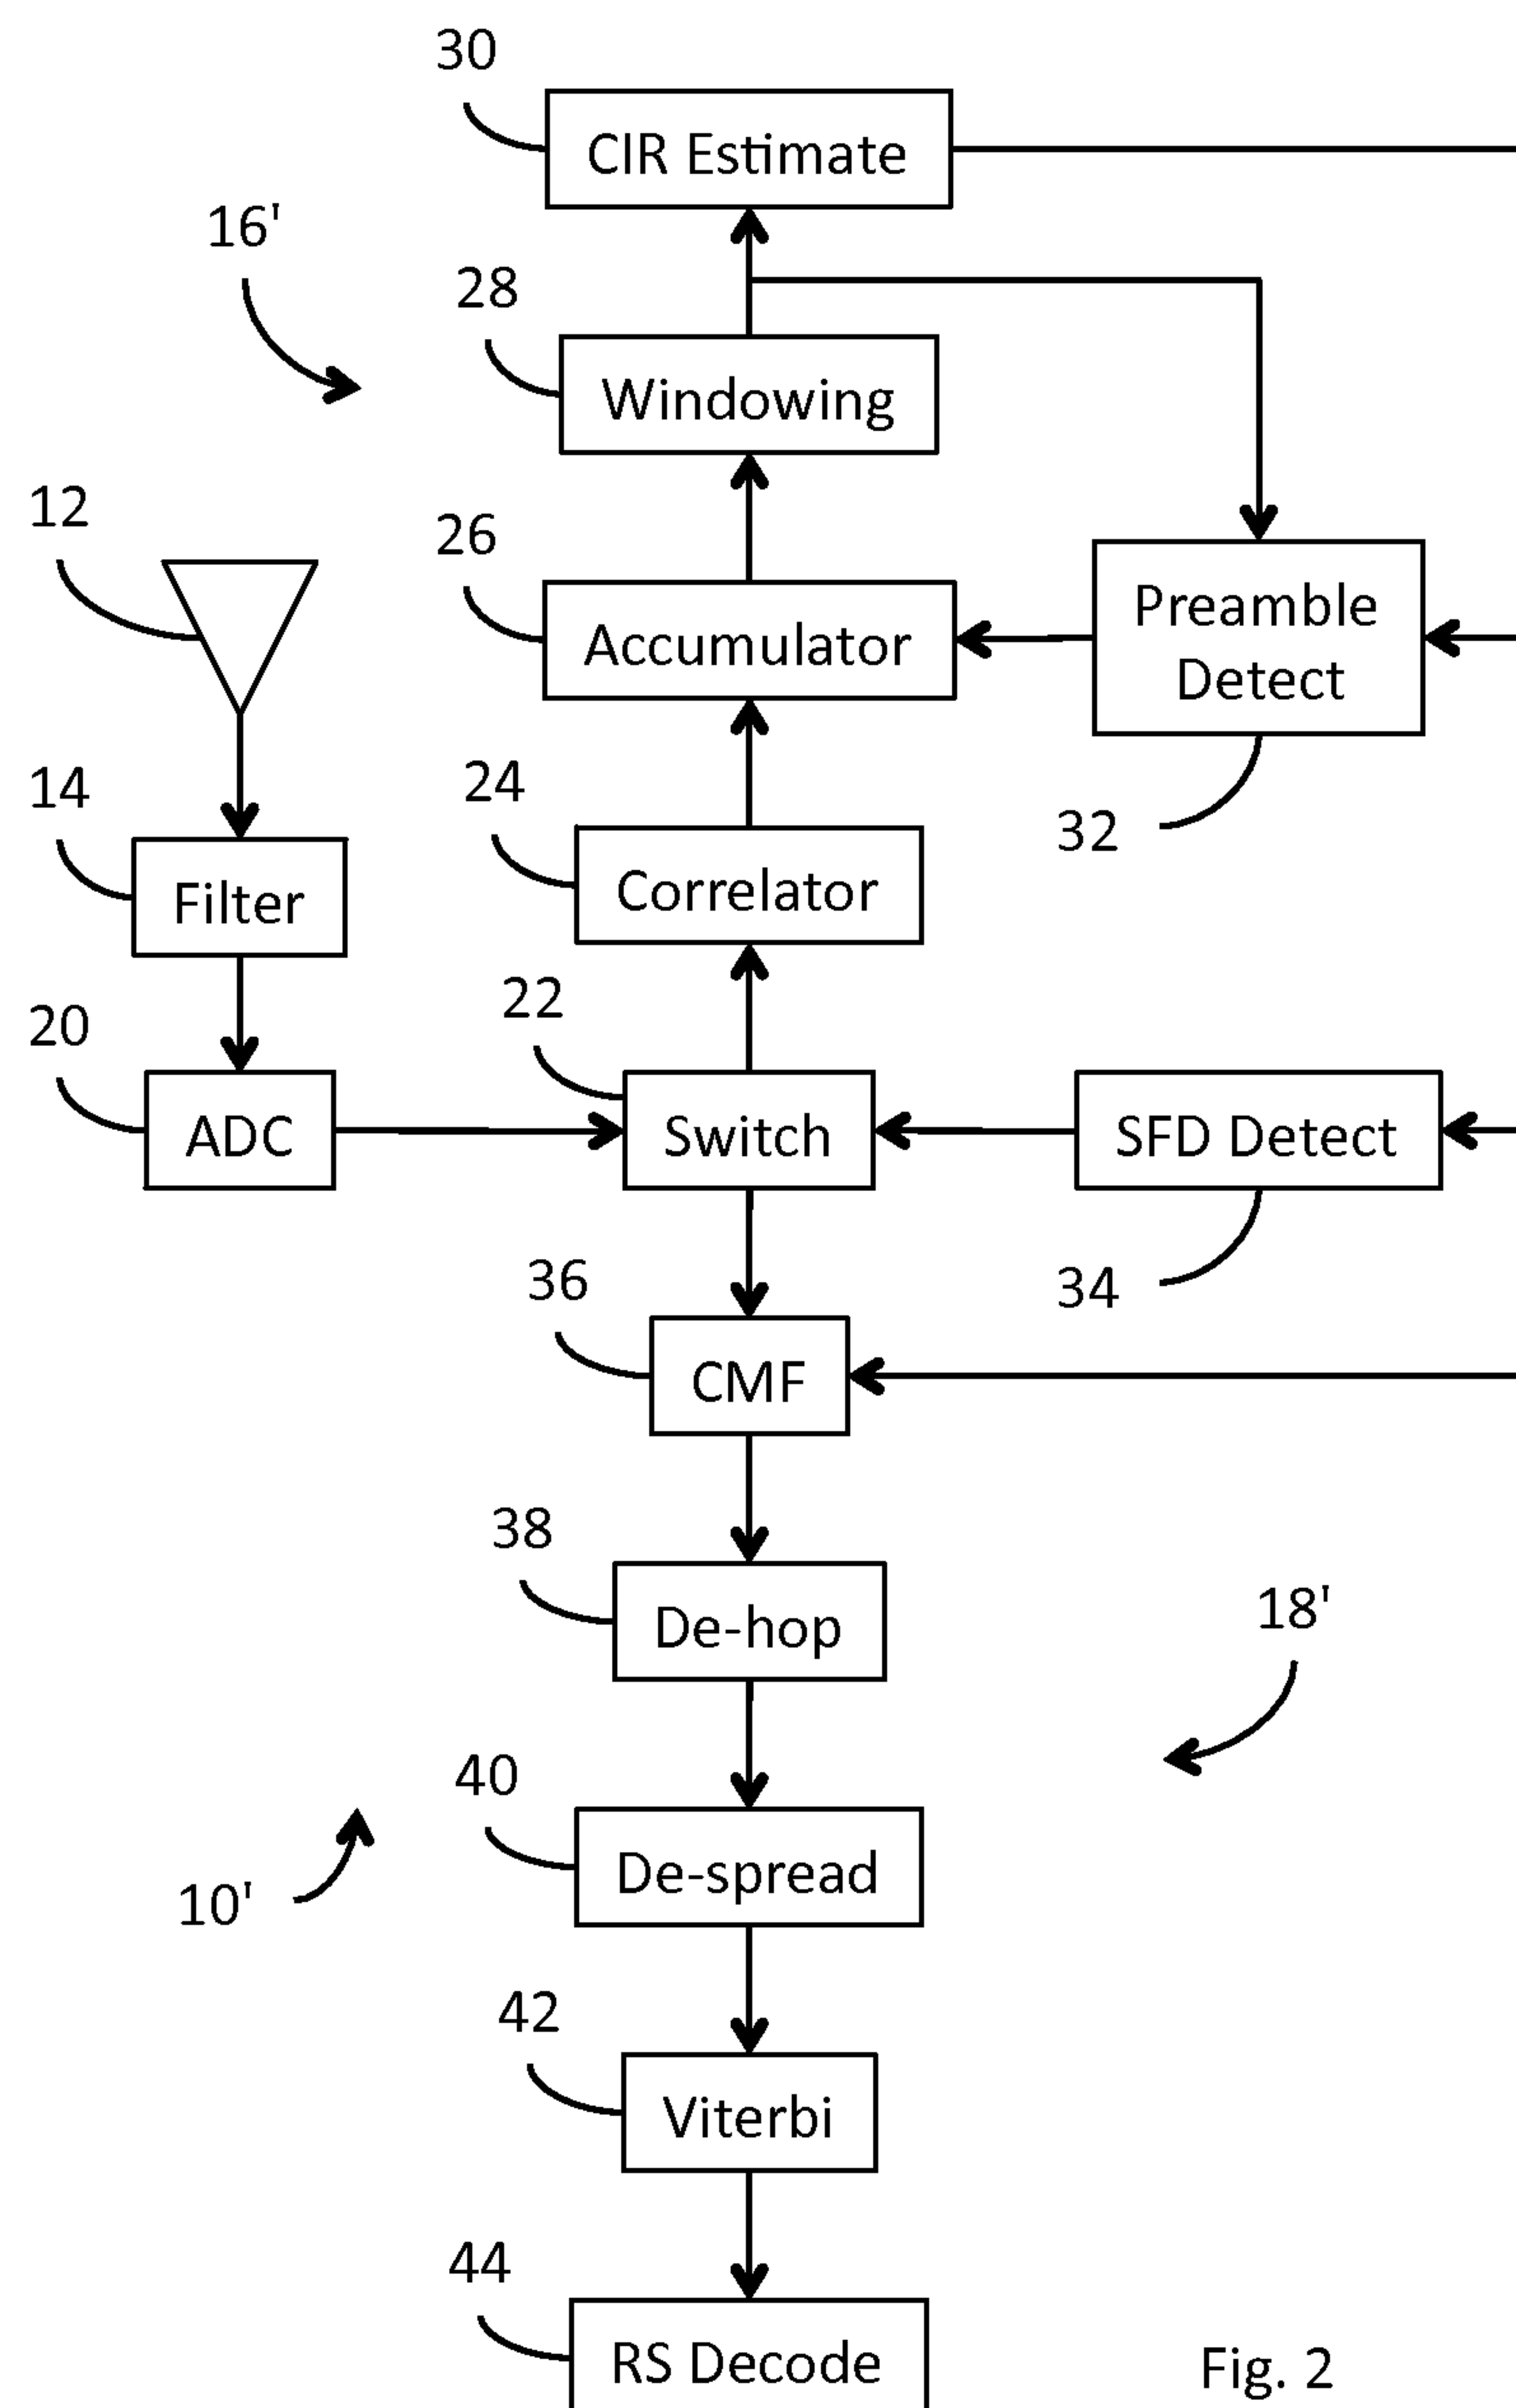 30
CIR Estimate
16'
28
Windowing
12
26
Accumulator
Preamble
Detect
14
24
32
Filter
Correlator
22
20
ADC
Switch
SFD Detect
36
34
CMF
38
De-hop
18'
40
De-spread
10'
42
Viterbi
44
RS Decode
Fig. 2